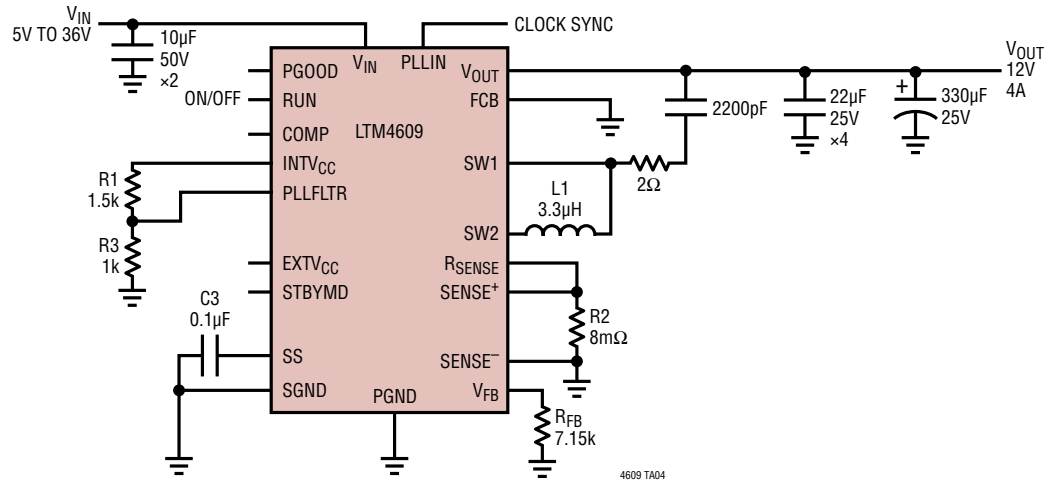 VIN
5V TO 36V
10µF
50V
×2
CLOCK SYNC
VIN
PLLIN
PGOOD
ON/OFF
RUN
COMP
INTVCC
PLLFLTR
EXTVCC
STBYMD
SS
SGND
LTM4609
PGND
VOUT
FCB
SW1
SW2
RSENSE
SENSE+
SENSE–
VFB
R1
1.5k
R3
1k
C3
0.1µF
2200pF
2Ω
L1
3.3µH
R2
8mΩ
RFB
7.15k
22µF
25V
×4
+
330µF
25V
VOUT
12V
4A
4609 TA04